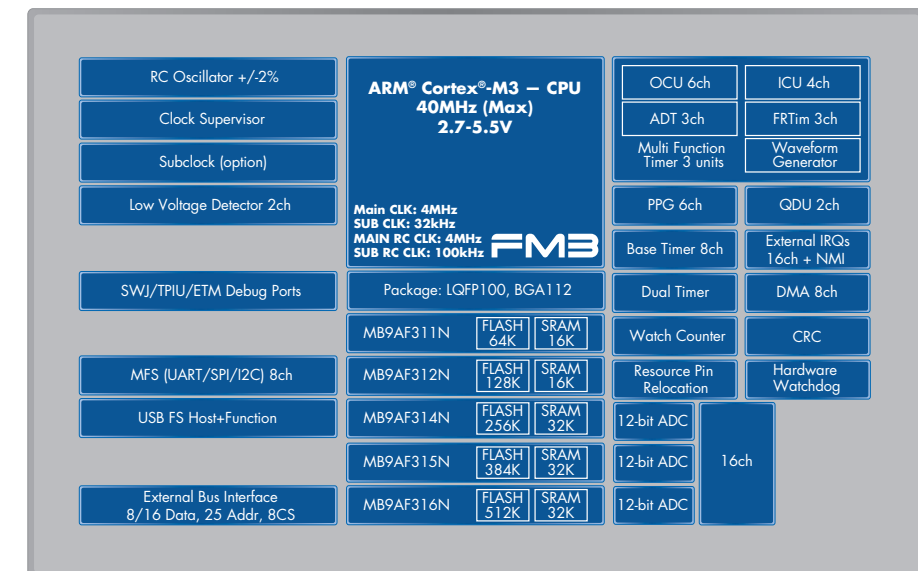 RC Oscillator +/-2%
Clock Supervisor
Subclock (option)
Low Voltage Detector 2ch
SWJ/TPIU/ETM Debug Ports
MFS (UART/SPI/I2C) 8ch
USB FS Host+Function
External Bus Interface
8/16 Data, 25 Addr, 8CS
ARM® Cortex®-M3 – CPU
40MHz (Max)
2.7-5.5V
Main CLK: 4MHz
SUB CLK: 32kHz
MAIN RC CLK: 4MHz
SUB RC CLK: 100kHz
FM3
Package: LQFP100, BGA112
MB9AF311N
FLASH
64K
SRAM
16K
MB9AF312N
FLASH
128K
SRAM
16K
MB9AF314N
FLASH
256K
SRAM
32K
MB9AF315N
FLASH
384K
SRAM
32K
MB9AF316N
FLASH
512K
SRAM
32K
OCU 6ch
ICU 4ch
ADT 3ch
FRTim 3ch
Multi Function
Timer 3 units
Waveform
Generator
PPG 6ch
QDU 2ch
Base Timer 8ch
External IRQs
16ch + NMI
Dual Timer
DMA 8ch
Watch Counter
CRC
Resource Pin
Relocation
Hardware
Watchdog
12-bit ADC
12-bit ADC
12-bit ADC
16ch